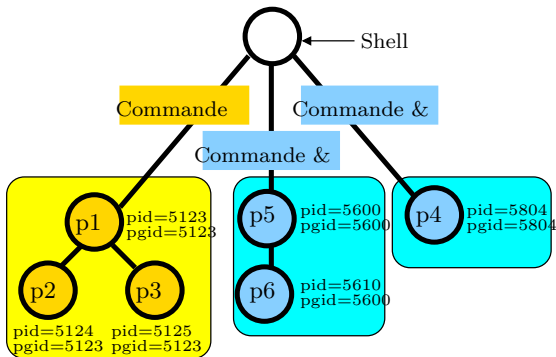 Shell
Commande
Commande &
Commande &
p1
pid=5123
pgid=5123
p5
pid=5600
pgid=5600
p4
pid=5804
pgid=5804
p2
p3
p6
pid=5610
pgid=5600
pid=5124
pgid=5123
pid=5125
pgid=5123